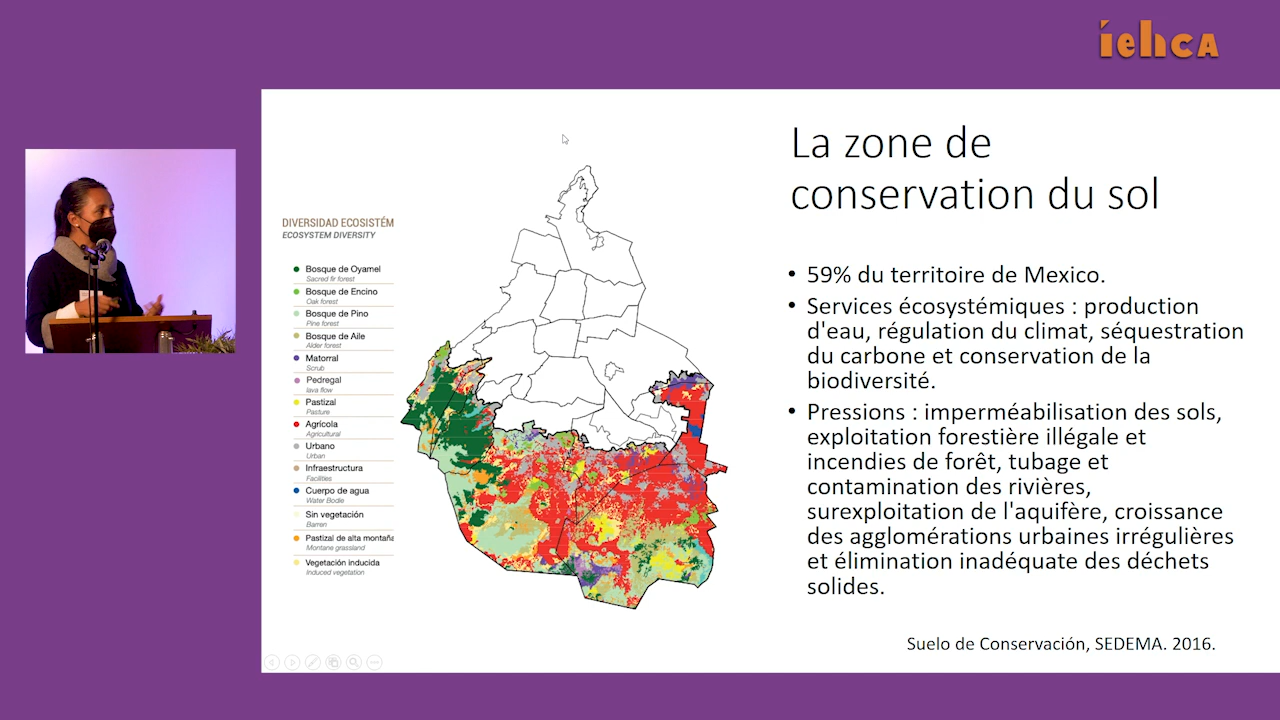 iehcA
La zone de
conservation du sol
DIVERSIDAD ECOSISTÉM
ECOSYSTEM DIVERSITY
Bosque de Oyamel
Sacred fir forest
Bosque de Encino
Oak forest
Bosque de Pino
Pine forest
Bosque de Aile
Alder forest
Matorral
Scrub
Pedregal
lava flow
Pastizal
Pasture
Agrícola
Agricultural
Urbano
Urban
Infraestructura
Facilities
Cuerpo de agua
Water Bodie
Sin vegetación
Barren
Pastizal de alta montaña
Montane grassland
Vegetación inducida
Induced vegetation
• 59% du territoire de Mexico.
• Services écosystémiques : production
d'eau, régulation du climat, séquestration
du carbone et conservation de la
biodiversité.
• Pressions : imperméabilisation des sols,
exploitation forestière illégale et
incendies de forêt, tubage et
contamination des rivières,
surexploitation de l'aquifère, croissance
des agglomérations urbaines irrégulières
et élimination inadéquate des déchets
solides.
Suelo de Conservación, SEDEMA. 2016.